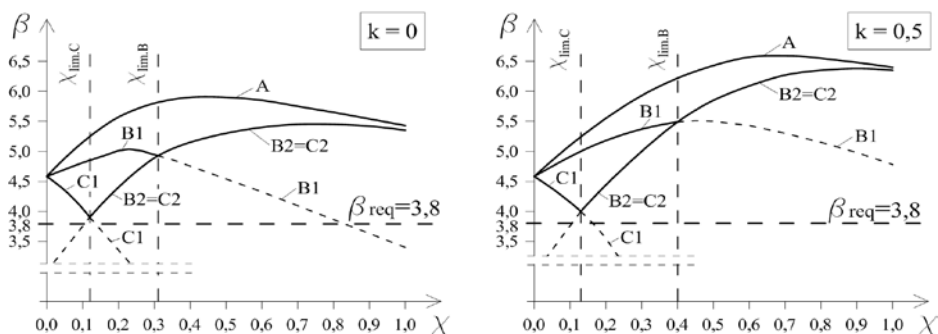 β
k = 0
χlim.C
χlim.B
6,5
6,0
5,5
5,0
4,5
4,0
3,8
3,5
A
B1
B2=C2
C1
B1
B2=C2
βreq=3,8
C1
0,0 0,1 0,2 0,3 0,4 0,5 0,6 0,7 0,8 0,9 1,0 χ
β
k = 0,5
χlim.C
χlim.B
6,5
6,0
5,5
5,0
4,5
4,0
3,8
3,5
A
B2=C2
B1
B1
C1
B2=C2
βreq=3,8
C1
0,0 0,1 0,2 0,3 0,4 0,5 0,6 0,7 0,8 0,9 1,0 χ